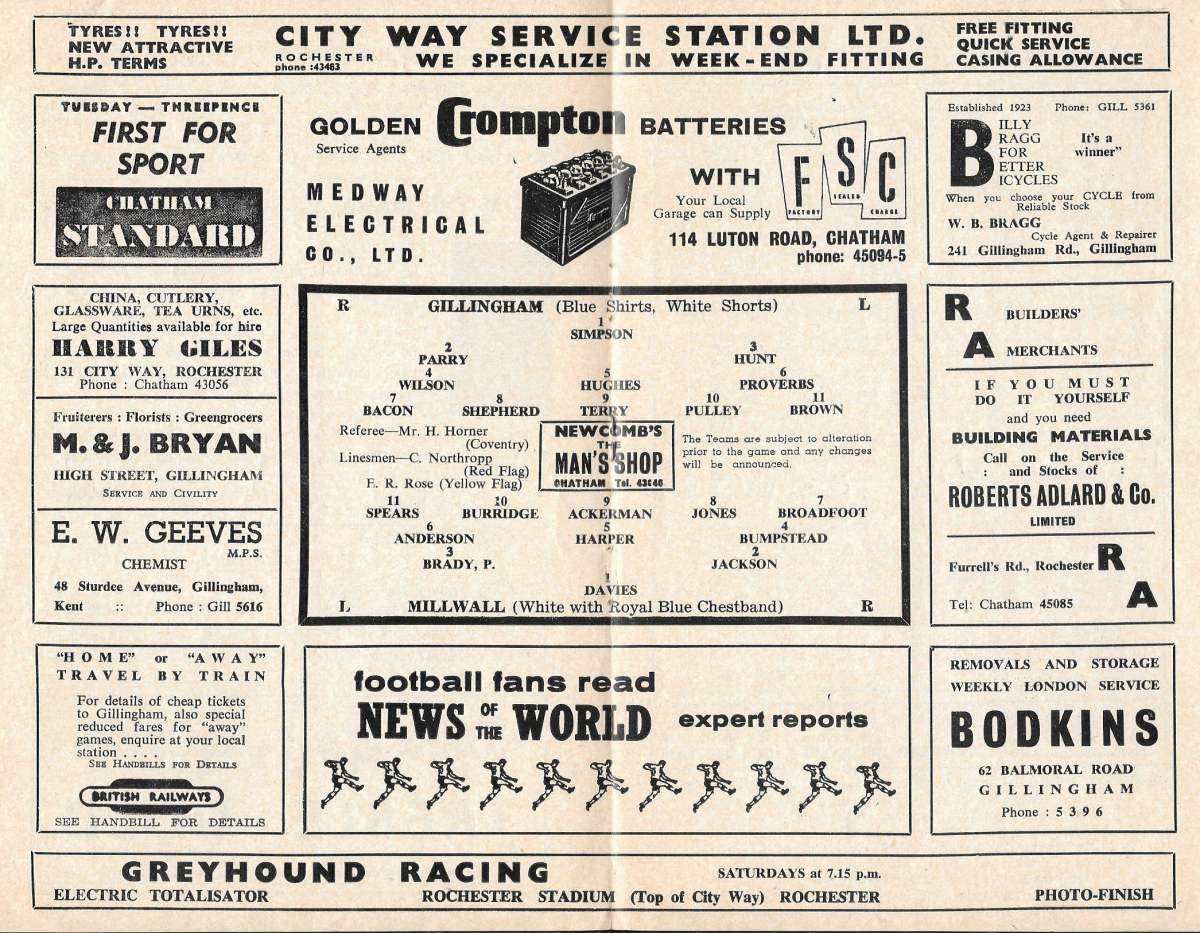 TYRES!! TYRES!!
NEW ATTRACTIVE
H.P. TERMS
CITY WAY SERVICE STATION LTD.
ROCHESTER
phone :43483
WE SPECIALIZE IN WEEK-END FITTING
FREE FITTING
QUICK SERVICE
CASING ALLOWANCE
TUESDAY — THREEPENCE
FIRST FOR
SPORT
CHATHAM
STANDARD
GOLDEN Crompton BATTERIES
Service Agents
MEDWAY
ELECTRICAL
CO., LTD.
WITH
FSC
FACTORY SEALED CHARGE
Your Local
Garage can Supply
114 LUTON ROAD, CHATHAM
phone: 45094-5
Established 1923 Phone: GILL 5361
BILLY
RAGG
FOR
ETTER
ICYCLES
It's a
winner"
When you choose your CYCLE from
Reliable Stock
W. B. BRAGG
Cycle Agent & Repairer
241 Gillingham Rd., Gillingham
CHINA, CUTLERY,
GLASSWARE, TEA URNS, etc.
Large Quantities available for hire
HARRY GILES
131 CITY WAY, ROCHESTER
Phone : Chatham 43056
Fruiterers : Florists : Greengrocers
M. & J. BRYAN
HIGH STREET, GILLINGHAM
SERVICE AND CIVILITY
E. W. GEEVES
M.P.S.
CHEMIST
48 Sturdee Avenue, Gillingham,
Kent :: Phone : Gill 5616
R GILLINGHAM (Blue Shirts, White Shorts) L
1
SIMPSON
2 3
PARRY HUNT
4 5 6
WILSON HUGHES PROVERBS
7 8 9 10 11
BACON SHEPHERD TERRY PULLEY BROWN
Referee—Mr. H. Horner
(Coventry)
Linesmen—C. Northropp
(Red Flag)
E. R. Rose (Yellow Flag)
NEWCOMB'S
THE
MAN'S SHOP
CHATHAM Tel. 43646
The Teams are subject to alteration
prior to the game and any changes
will be announced.
11 10 9 8 7
SPEARS BURRIDGE ACKERMAN JONES BROADFOOT
6 5 4
ANDERSON HARPER BUMPSTEAD
3 2
BRADY, P. JACKSON
1
DAVIES
L MILLWALL (White with Royal Blue Chestband) R
R BUILDERS'
A MERCHANTS
IF YOU MUST
DO IT YOURSELF
and you need
BUILDING MATERIALS
Call on the Service
: and Stocks of :
ROBERTS ADLARD & Co.
LIMITED
Furrell's Rd., Rochester R
Tel: Chatham 45085 A
"HOME" or "AWAY"
TRAVEL BY TRAIN
For details of cheap tickets
to Gillingham, also special
reduced fares for "away"
games, enquire at your local
station . . . .
SEE HANDBILLS FOR DETAILS
BRITISH RAILWAYS
SEE HANDBILL FOR DETAILS
football fans read
NEWS OF THE WORLD expert reports
REMOVALS AND STORAGE
WEEKLY LONDON SERVICE
BODKINS
62 BALMORAL ROAD
GILLINGHAM
Phone : 5396
GREYHOUND RACING SATURDAYS at 7.15 p.m.
ELECTRIC TOTALISATOR ROCHESTER STADIUM (Top of City Way) ROCHESTER PHOTO-FINISH